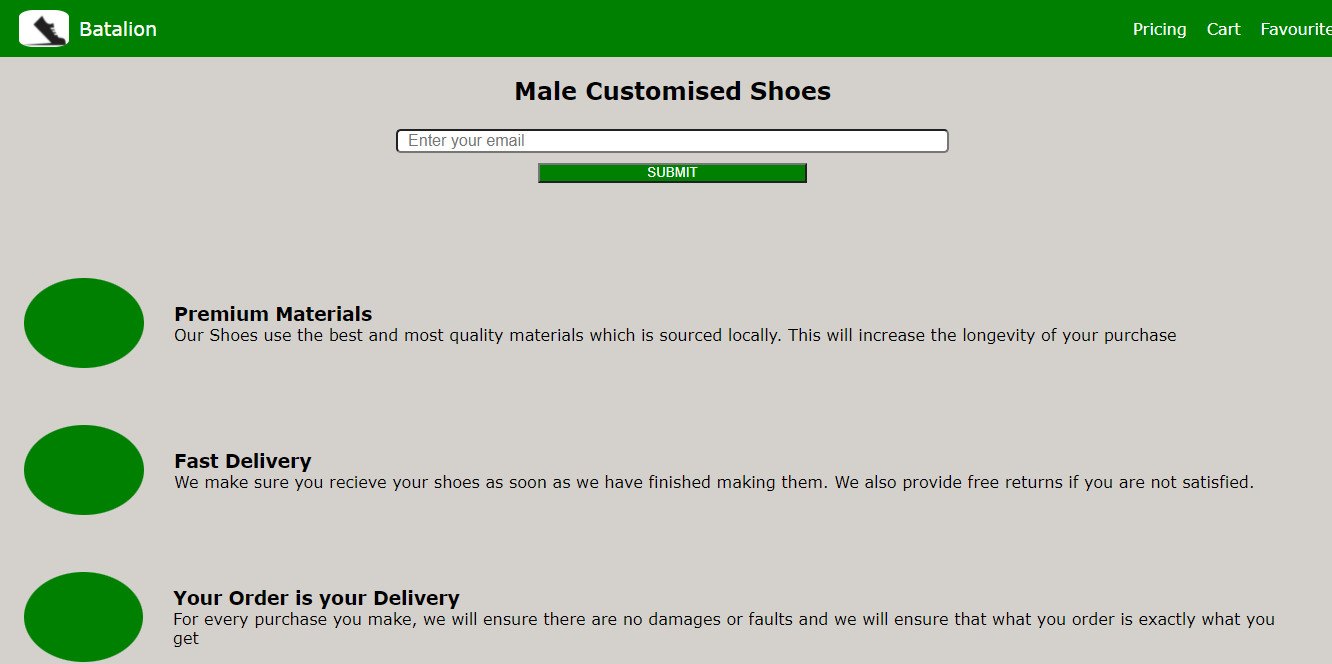 Batalion
Pricing Cart Favourite
Male Customised Shoes
Enter your email
SUBMIT
Premium Materials
Our Shoes use the best and most quality materials which is sourced locally. This will increase the longevity of your purchase
Fast Delivery
We make sure you recieve your shoes as soon as we have finished making them. We also provide free returns if you are not satisfied.
Your Order is your Delivery
For every purchase you make, we will ensure there are no damages or faults and we will ensure that what you order is exactly what you
get